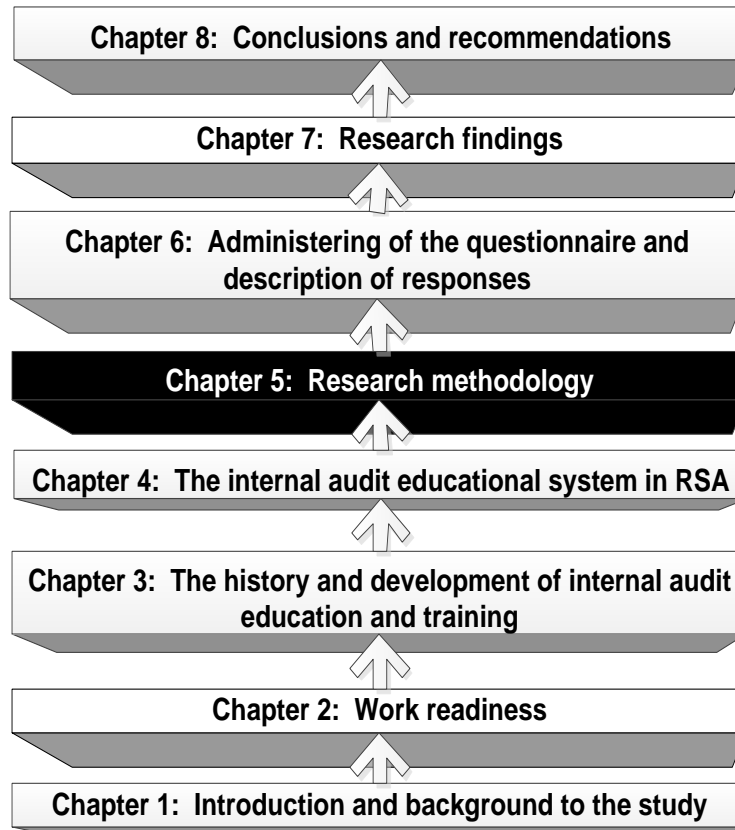 Chapter 8: Conclusions and recommendations
Chapter 7: Research findings
Chapter 6: Administering of the questionnaire and
description of responses
Chapter 5: Research methodology
Chapter 4: The internal audit educational system in RSA
Chapter 3: The history and development of internal audit
education and training
Chapter 2: Work readiness
Chapter 1: Introduction and background to the study